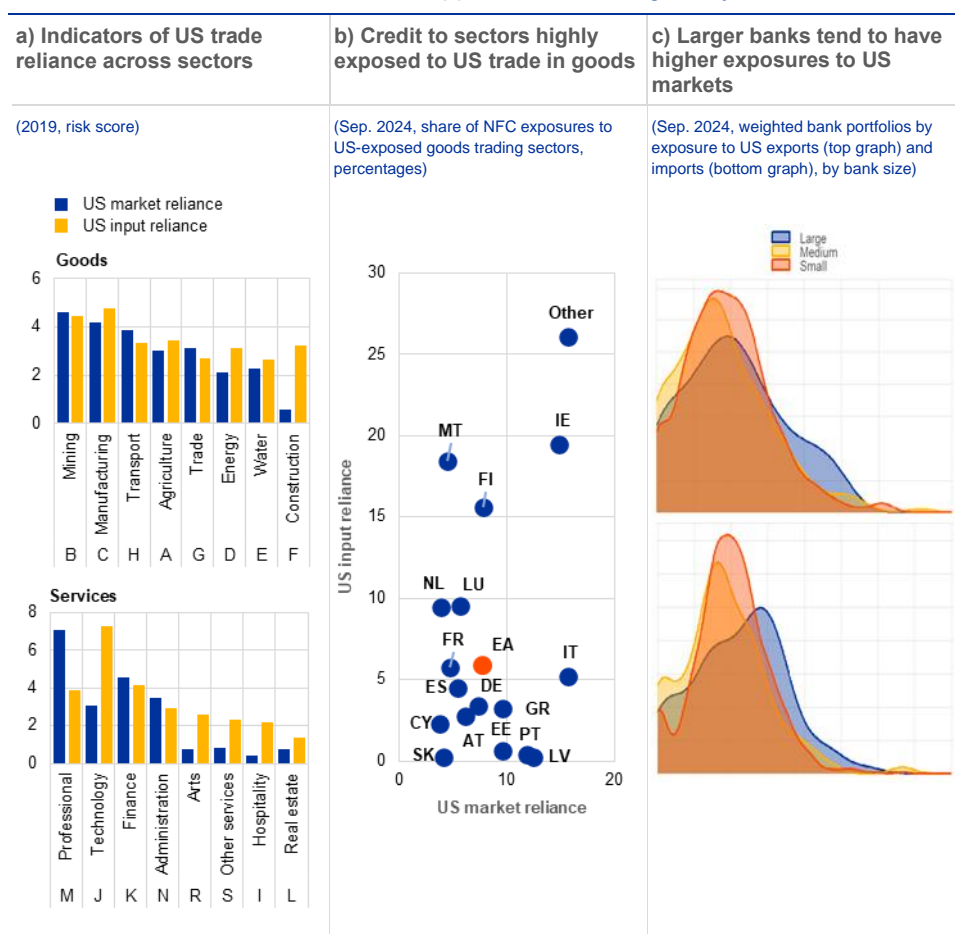 a) Indicators of US trade
reliance across sectors
(2019, risk score)
US market reliance
US input reliance
Goods
6
4
2
0
Mining
Manufacturing
Transport
Agriculture
Trade
Energy
Water
Construction
B C H A G D E F
Services
8
6
4
2
0
Professional
Technology
Finance
Administration
Arts
Other services
Hospitality
Real estate
M J K N R S I L
b) Credit to sectors highly
exposed to US trade in goods
(Sep. 2024, share of NFC exposures to
US-exposed goods trading sectors,
percentages)
30
25
20
15
10
5
0
US input reliance
Other
IE
MT
FI
NL LU
FR EA
IT
ES DE
GR
CY
AT EE PT
SK LV
0 10 20
US market reliance
c) Larger banks tend to have
higher exposures to US
markets
(Sep. 2024, weighted bank portfolios by
exposure to US exports (top graph) and
imports (bottom graph), by bank size)
Large
Medium
Small